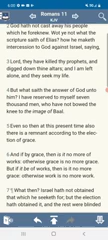 Romans 11
2 God hath not cast away his people
which he foreknew. Wot ye not what the
scripture saith of Elias? how he maketh
intercession to God against Israel, saying,
3 Lord, they have killed thy prophets, and
digged down thine altars; and I am left
alone, and they seek my life.
4 But what saith the answer of God unto
him? I have reserved to myself seven
thousand men, who have not bowed the
knee to the image of Baal.
5 Even so then at this present time also
there is a remnant according to the elec-
tion of grace.
6 And if by grace, then is it no more of
works: otherwise grace is no more grace.
But if it be of works, then is it no more
grace: otherwise work is no more work.
7 ¶ What then? Israel hath not obtained
that which he seeketh for; but the election
hath obtained it, and the rest were blinded